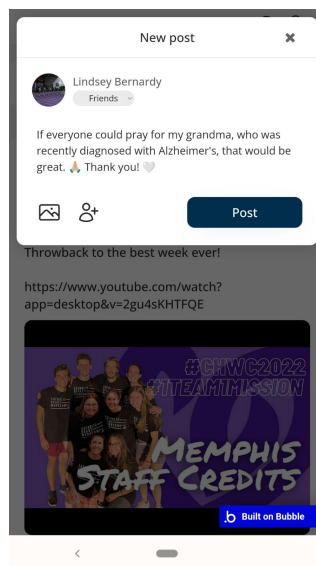 New post
Lindsey Bernardy
Friends
If everyone could pray for my grandma, who was
recently diagnosed with Alzheimer's, that would be
great. 🙏🏼 Thank you! 🤍
Post
Throwback to the best week ever!
https://www.youtube.com/watch?
app=desktop&v=2gu4sKHTFQE
#CHWC2022
#1TEAM1MISSION
MEMPHIS
STAFF CREDITS
Built on Bubble